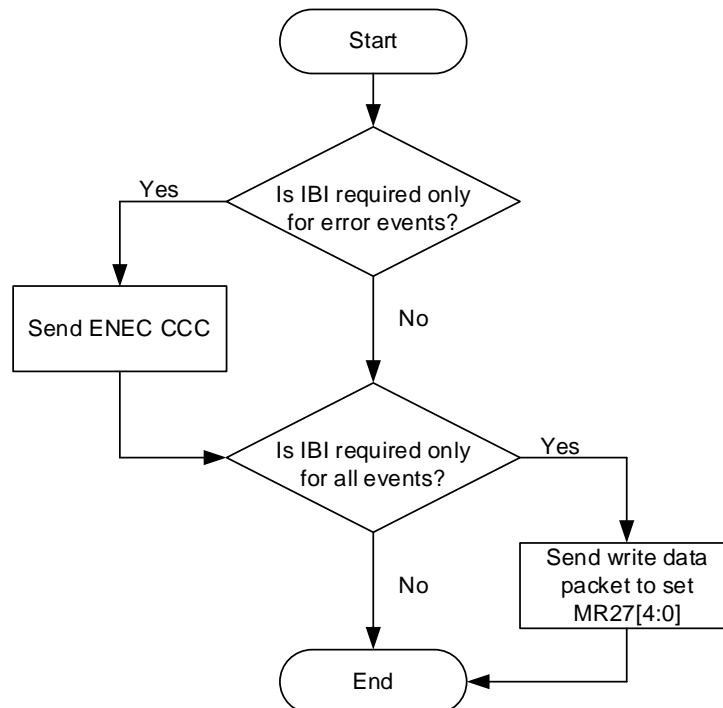 Start
Yes
Is IBI required only
for error events?
Send ENEC CCC
No
Is IBI required only
for all events?
Yes
Send write data
packet to set
MR27[4:0]
No
End